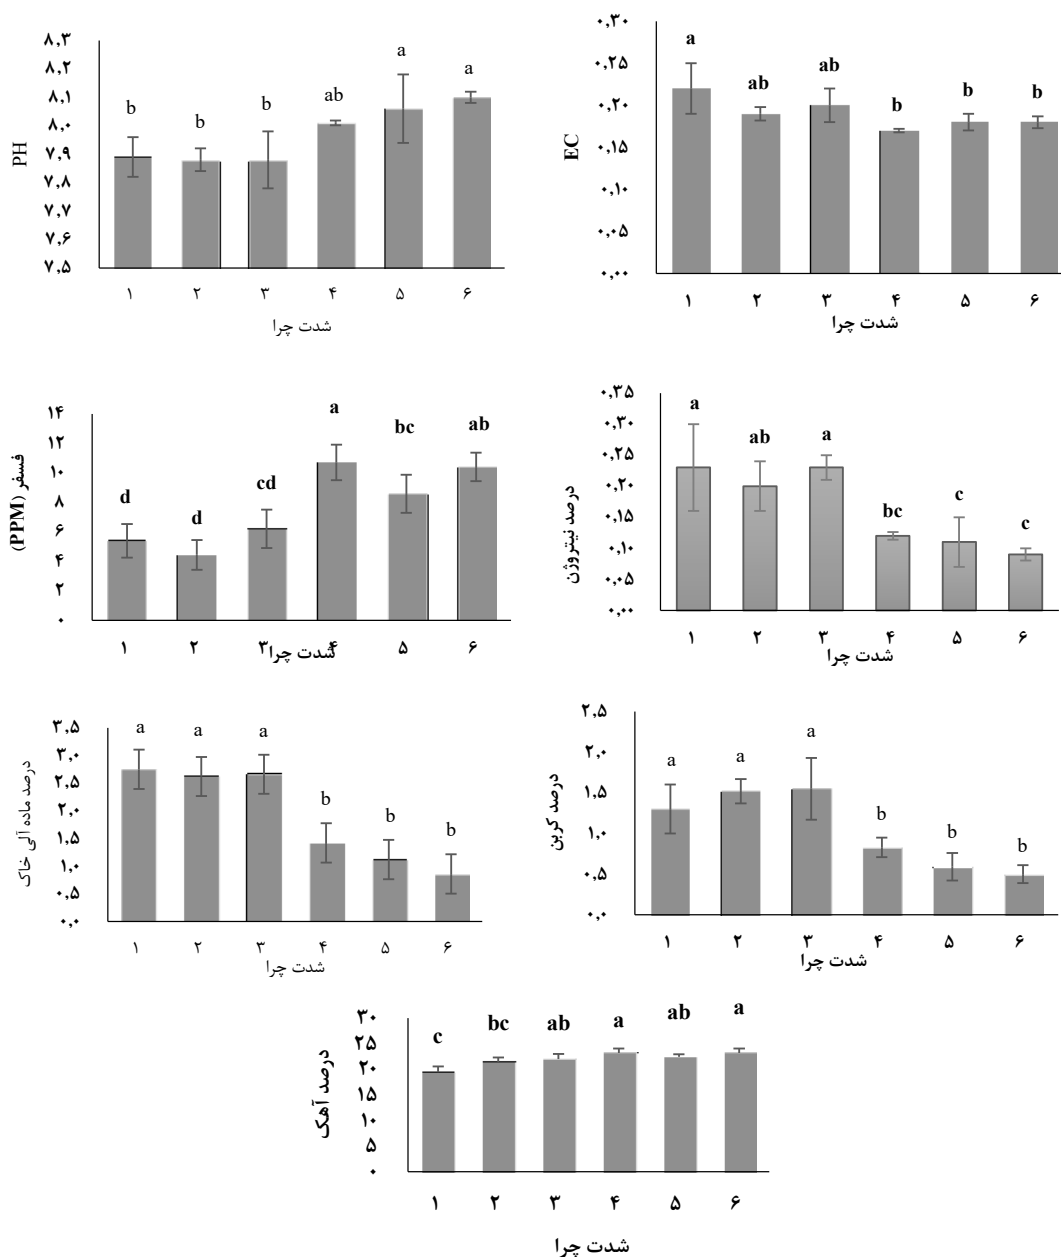 PH
۸,۳
۸,۲
۸,۱
۸,۰
۷,۹
۷,۸
۷,۷
۷,۶
۷,۵
b
b
b
ab
a
a
۱ ۲ ۳ ۴ ۵ ۶
شدت چرا
EC
۰,۳۰
۰,۲۵
۰,۲۰
۰,۱۵
۰,۱۰
۰,۰۵
۰,۰۰
a
ab
ab
b
b
b
۱ ۲ ۳ ۴ ۵ ۶
شدت چرا
فسفر (PPM)
۱۴
۱۲
۱۰
۸
۶
۴
۲
۰
d
d
cd
a
bc
ab
۱ ۲ ۳ ۴ ۵ ۶
شدت چرا
درصد نیتروژن
۰,۳۵
۰,۳۰
۰,۲۵
۰,۲۰
۰,۱۵
۰,۱۰
۰,۰۵
۰,۰۰
a
ab
a
bc
c
c
۱ ۲ ۳ ۴ ۵ ۶
شدت چرا
درصد ماده آلی خاک
۳,۵
۳,۰
۲,۵
۲,۰
۱,۵
۱,۰
۰,۵
۰,۰
a
a
a
b
b
b
۱ ۲ ۳ ۴ ۵ ۶
شدت چرا
درصد کربن
۲,۵
۲,۰
۱,۵
۱,۰
۰,۵
۰,۰
a
a
a
b
b
b
۱ ۲ ۳ ۴ ۵ ۶
شدت چرا
درصد آهک
۳۰
۲۵
۲۰
۱۵
۱۰
۵
۰
c
bc
ab
a
ab
a
۱ ۲ ۳ ۴ ۵ ۶
شدت چرا